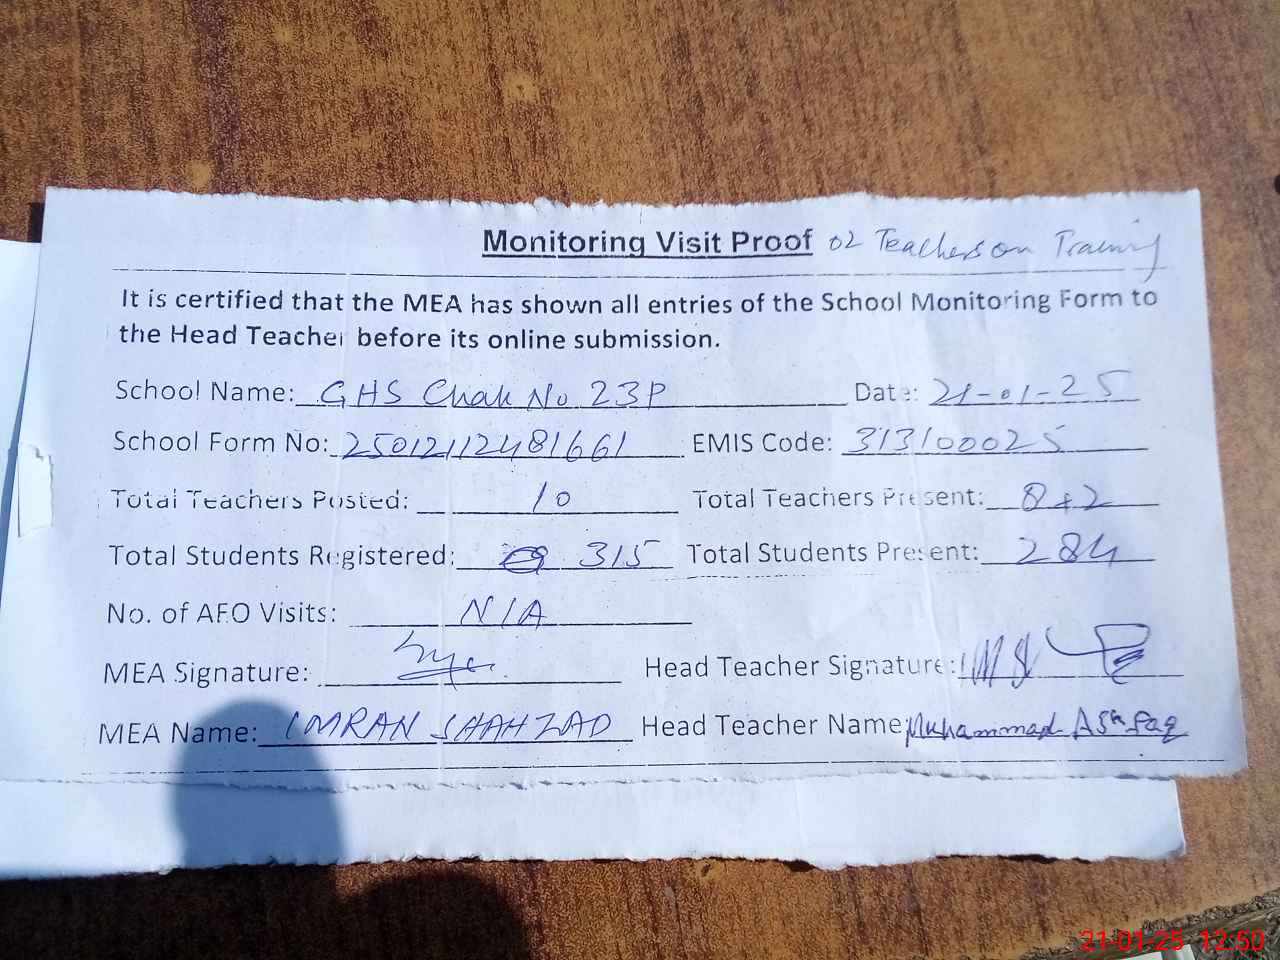 Monitoring Visit Proof 02 Teachers on Training
It is certified that the MEA has shown all entries of the School Monitoring Form to
the Head Teacher before its online submission.
School Name: GHS Chak No 23P Date: 21-01-25
School Form No: 25012112481661 EMIS Code: 313100025
Total Teachers Posted: 10 Total Teachers Present: 8+2
Total Students Registered: 315 Total Students Present: 284
No. of AEO Visits: N/A
MEA Signature: Head Teacher Signature:
MEA Name: IMRAN SHAHZAD Head Teacher Name: Muhammad Ashfaq
21-01-25 12:50